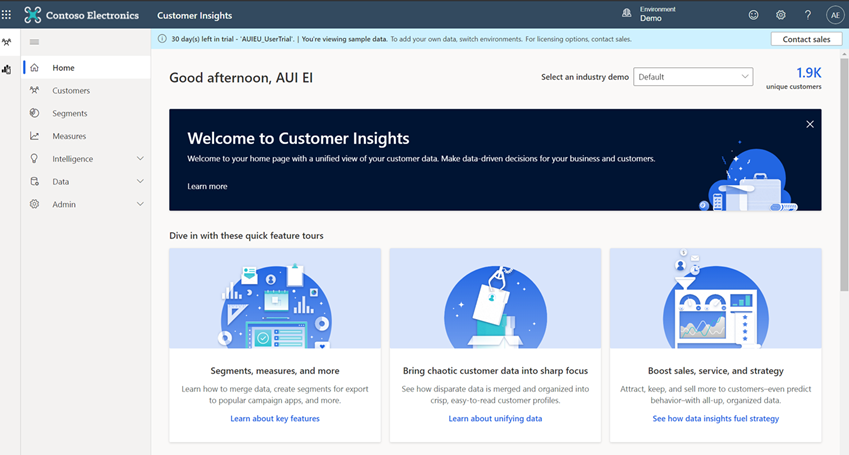 Contoso Electronics Customer Insights
Environment
Demo
AE
30 day(s) left in trial - 'AUIEU_UserTrial'. | You're viewing sample data. To add your own data, switch environments. For licensing options, contact sales.
Contact sales
Home
Customers
Segments
Measures
Intelligence
Data
Admin
Good afternoon, AUI EI
Select an industry demo
Default
1.9K
unique customers
Welcome to Customer Insights
Welcome to your home page with a unified view of your customer data. Make data-driven decisions for your business and customers.
Learn more
Dive in with these quick feature tours
Segments, measures, and more
Learn how to merge data, create segments for export
to popular campaign apps, and more.
Learn about key features
Bring chaotic customer data into sharp focus
See how disparate data is merged and organized into
crisp, easy-to-read customer profiles.
Learn about unifying data
Boost sales, service, and strategy
Attract, keep, and sell more to customers–even predict
behavior–with all-up, organized data.
See how data insights fuel strategy